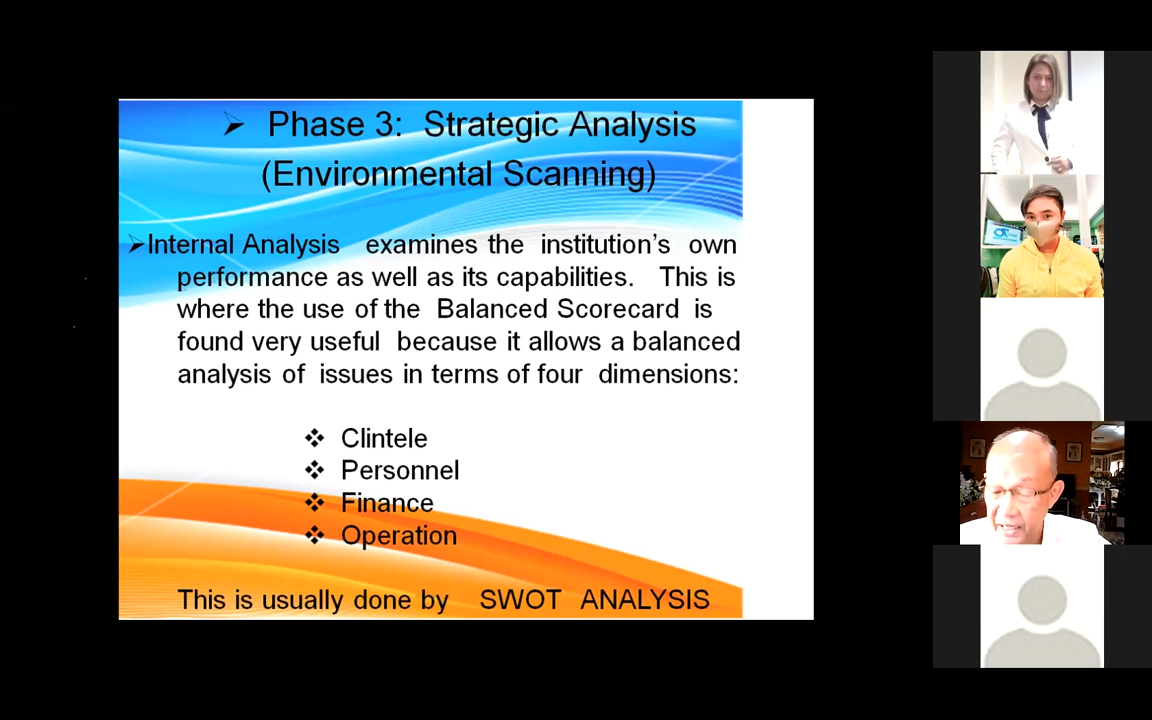 ➢ Phase 3: Strategic Analysis
(Environmental Scanning)
➢Internal Analysis examines the institution's own
performance as well as its capabilities. This is
where the use of the Balanced Scorecard is
found very useful because it allows a balanced
analysis of issues in terms of four dimensions:
❖ Clintele
❖ Personnel
❖ Finance
❖ Operation
This is usually done by SWOT ANALYSIS